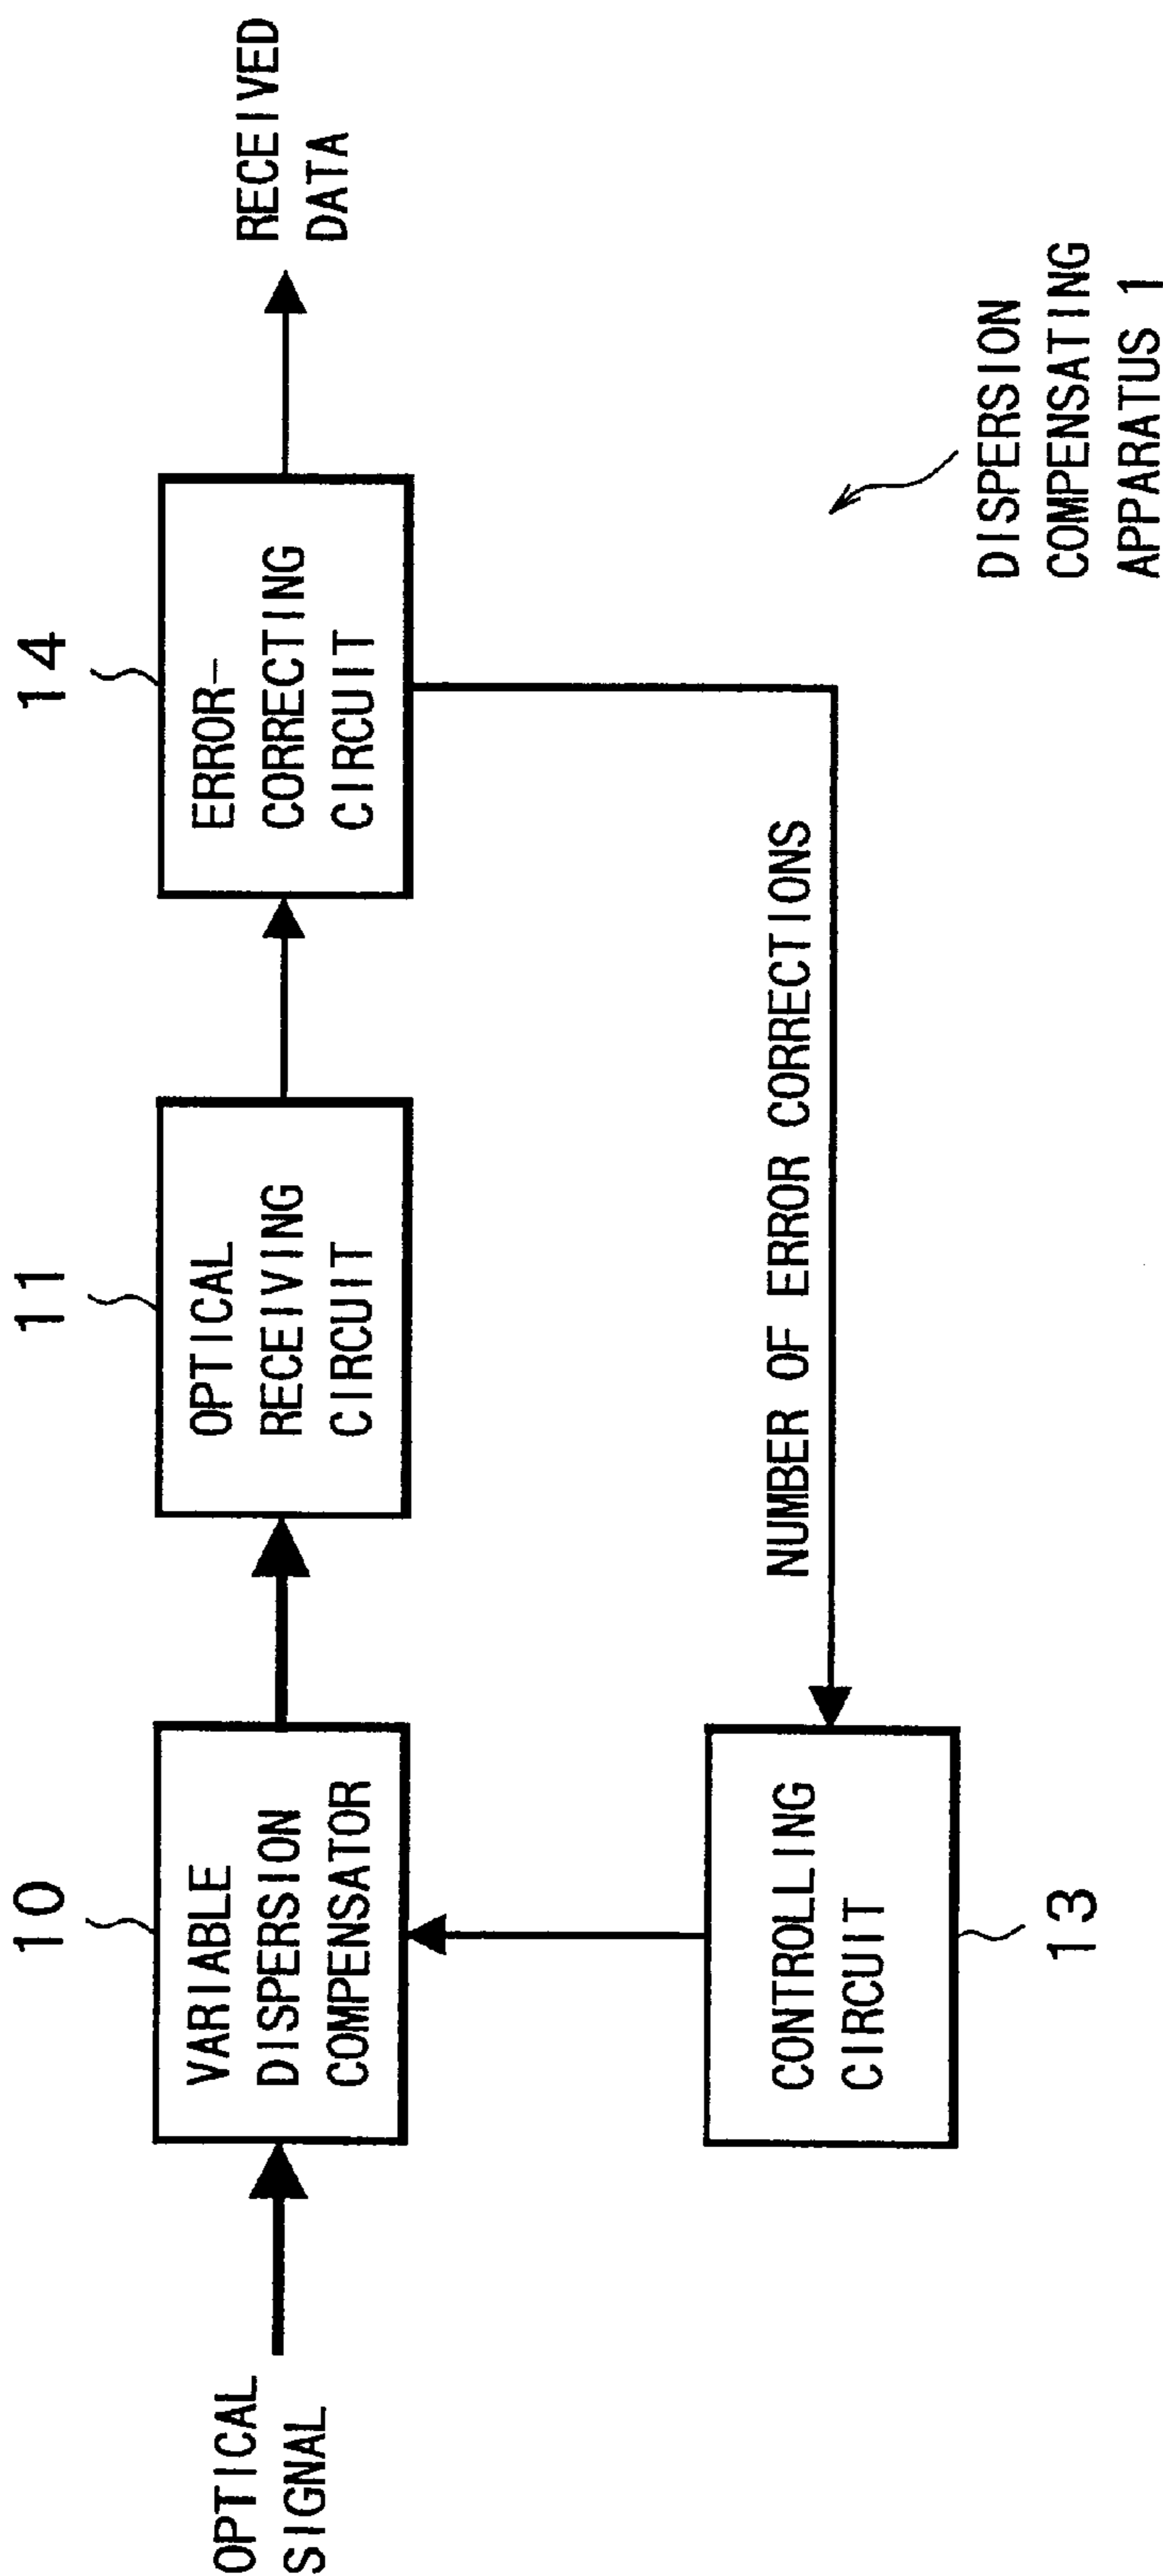 10
11
14
OPTICAL
SIGNAL
VARIABLE
DISPERSION
COMPENSATOR
OPTICAL
RECEIVING
CIRCUIT
ERROR-
CORRECTING
CIRCUIT
RECEIVED
DATA
NUMBER OF ERROR CORRECTIONS
CONTROLLING
CIRCUIT
13
DISPERSION
COMPENSATING
APPARATUS 1